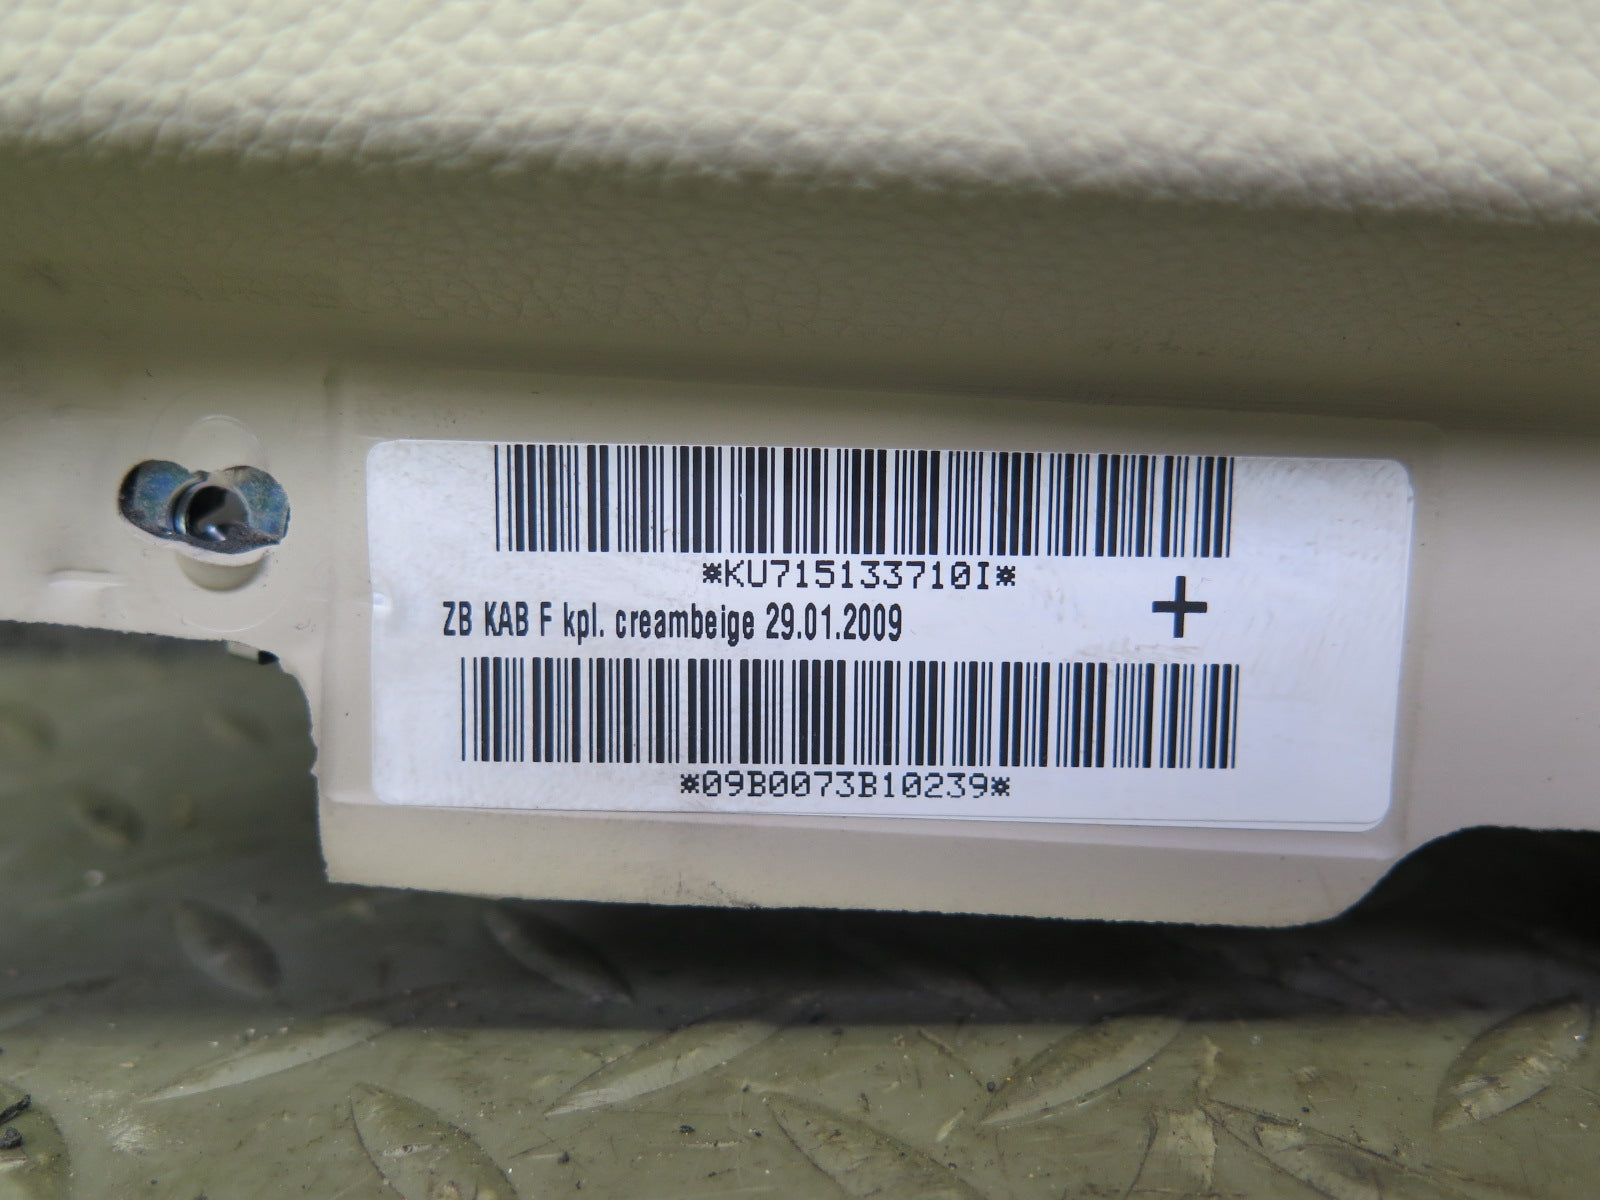 *KU715133710I*
ZB KAB F kpl. creambeige 29.01.2009
+
*09B0073B10239*